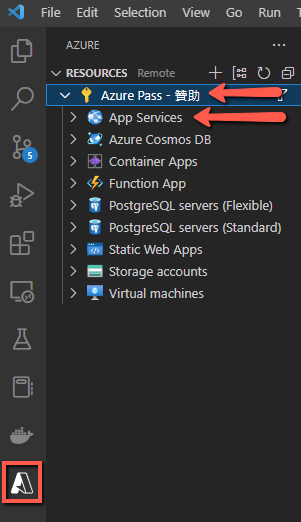 File Edit Selection View Go Run
AZURE
RESOURCES Remote
Azure Pass - 贊助
App Services
Azure Cosmos DB
Container Apps
Function App
PostgreSQL servers (Flexible)
5
PostgreSQL servers (Standard)
Static Web Apps
Storage accounts
Virtual machines